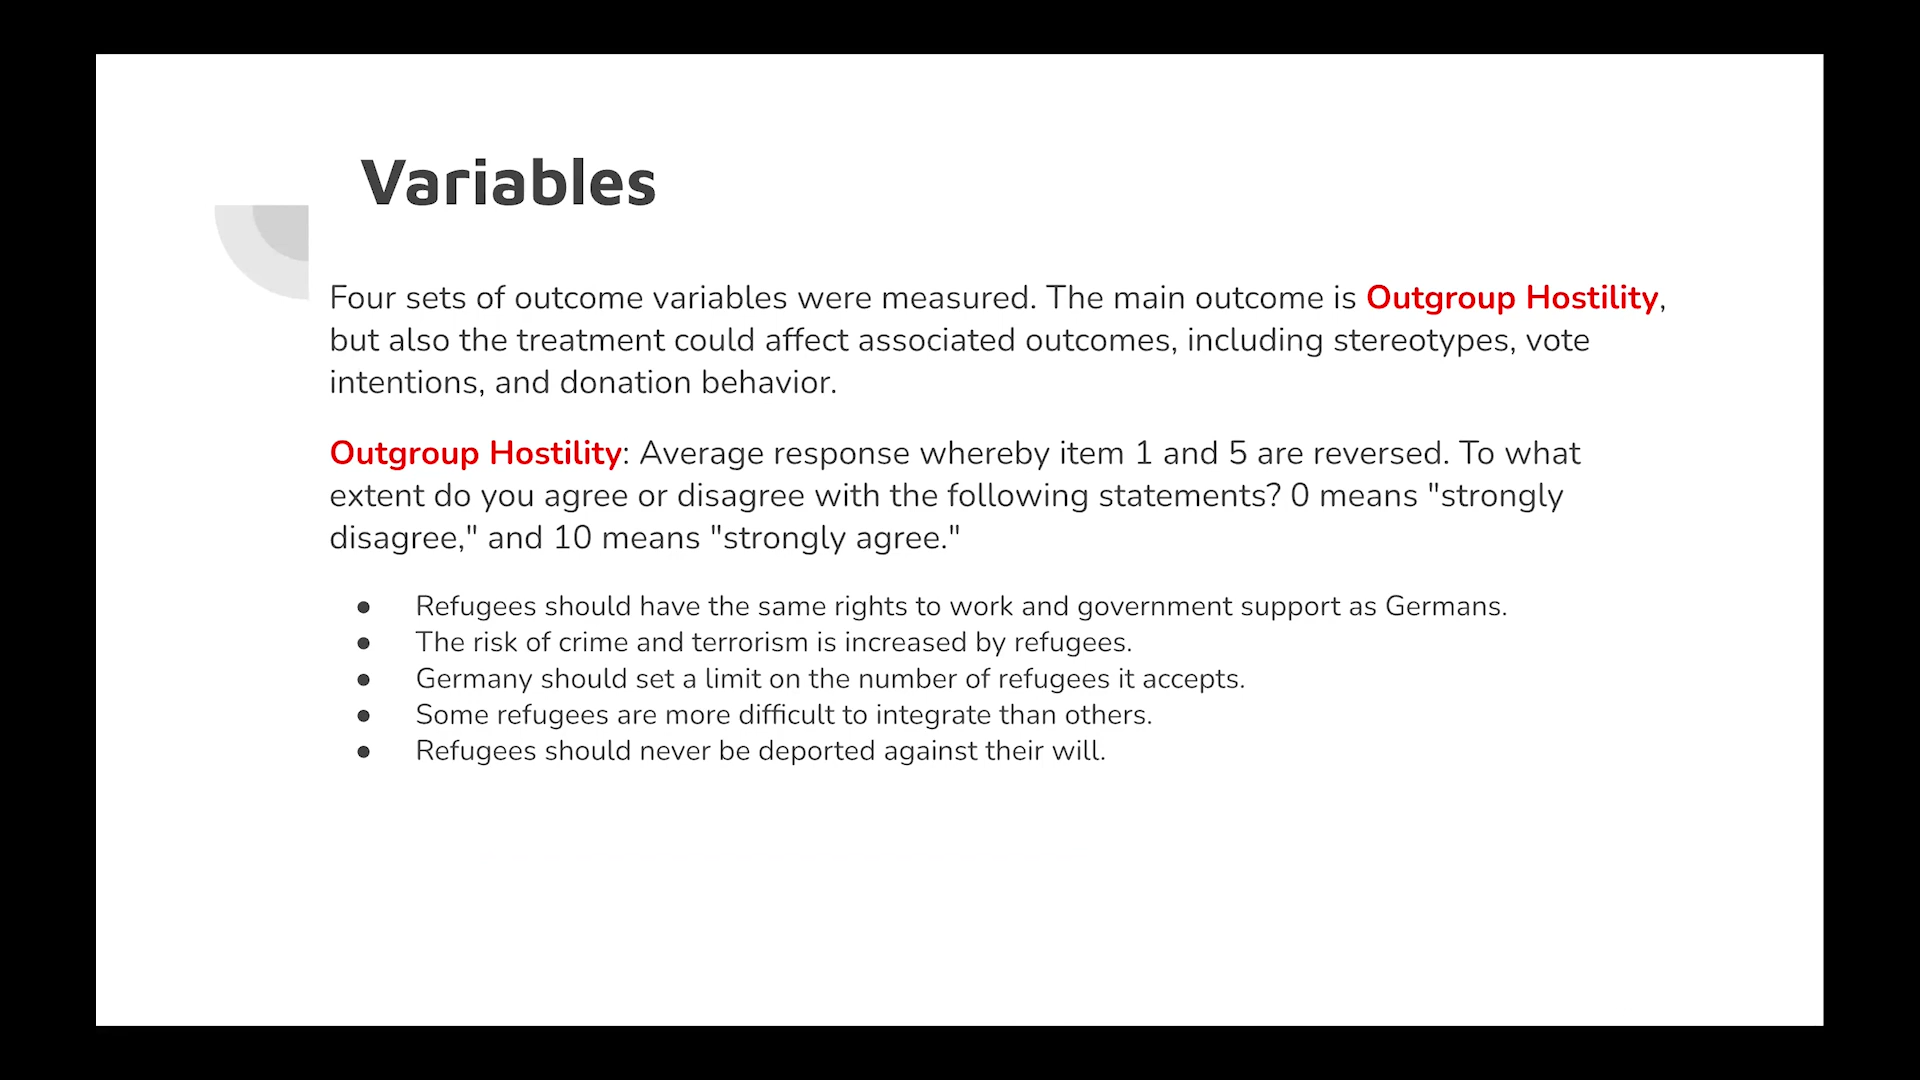 Variables
Four sets of outcome variables were measured. The main outcome is Outgroup Hostility,
but also the treatment could affect associated outcomes, including stereotypes, vote
intentions, and donation behavior.
Outgroup Hostility: Average response whereby item 1 and 5 are reversed. To what
extent do you agree or disagree with the following statements? 0 means "strongly
disagree," and 10 means "strongly agree."
● Refugees should have the same rights to work and government support as Germans.
● The risk of crime and terrorism is increased by refugees.
● Germany should set a limit on the number of refugees it accepts.
● Some refugees are more difficult to integrate than others.
● Refugees should never be deported against their will.